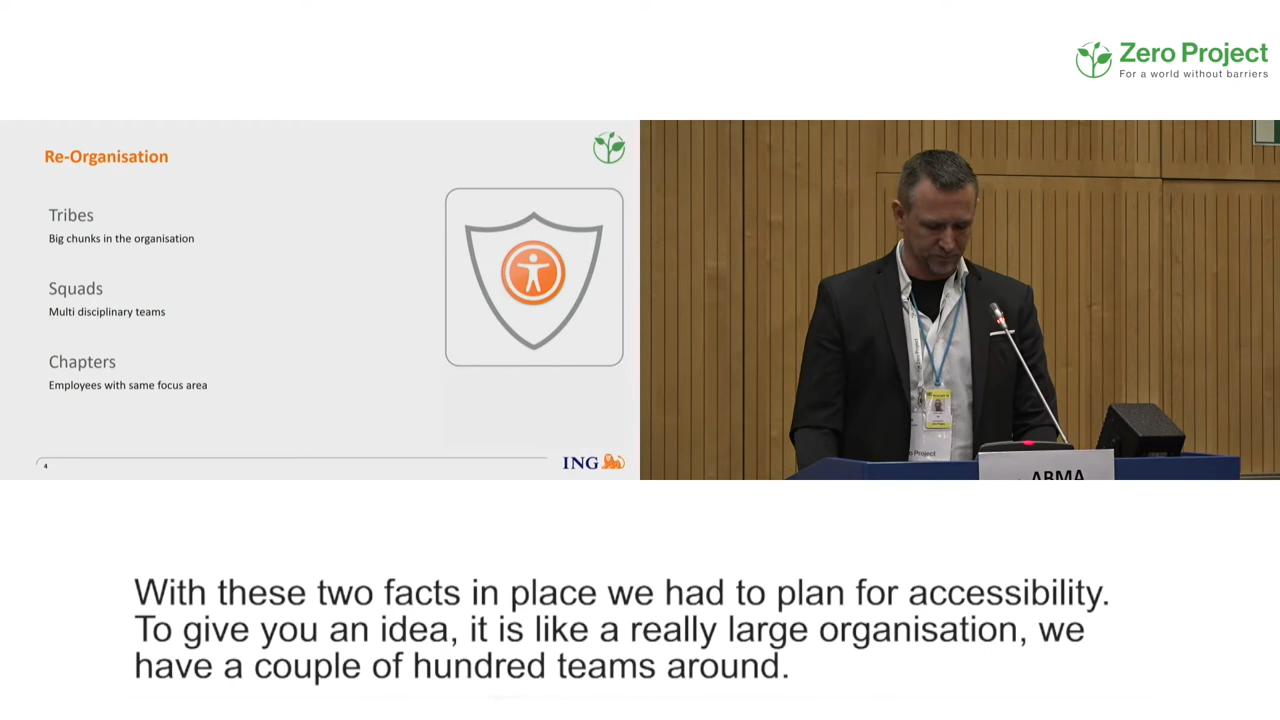 Zero Project
For a world without barriers
Re-Organisation
Tribes
Big chunks in the organisation
Squads
Multi disciplinary teams
Chapters
Employees with same focus area
4
ING
ABMA
With these two facts in place we had to plan for accessibility.
To give you an idea, it is like a really large organisation, we
have a couple of hundred teams around.